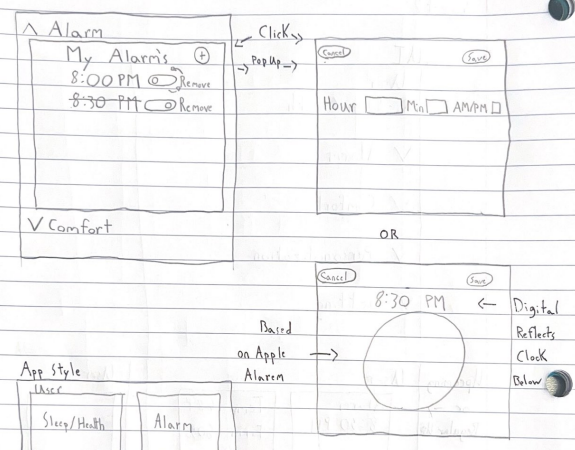 Λ Alarm
My Alarm's +
8:00 PM Remove
8:30 PM Remove
V Comfort
Click
PopUp
Cancel Save
Hour Min AM/PM
OR
Cancel Save
8:30 PM
Digital
Reflects
Clock
Below
Based
on Apple
Alarem
App Style
User
Sleep/Health Alarm